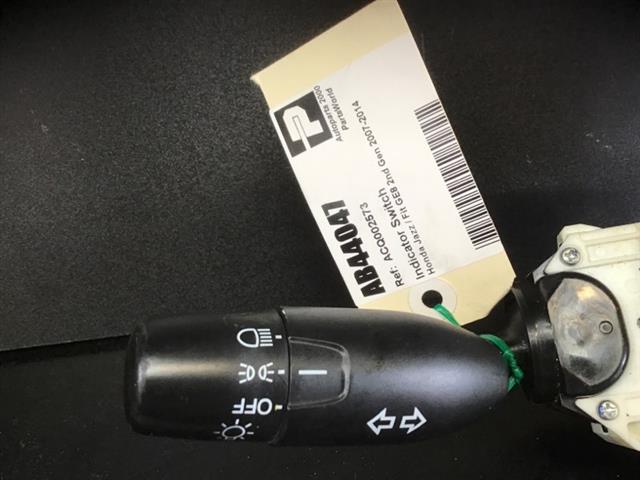 Autoparts 2000
PartsWorld
AB44047
Ref: ACQ002573
Indicator Switch
Honda Jazz / Fit GE8 2nd Gen 2007-2014
OFF